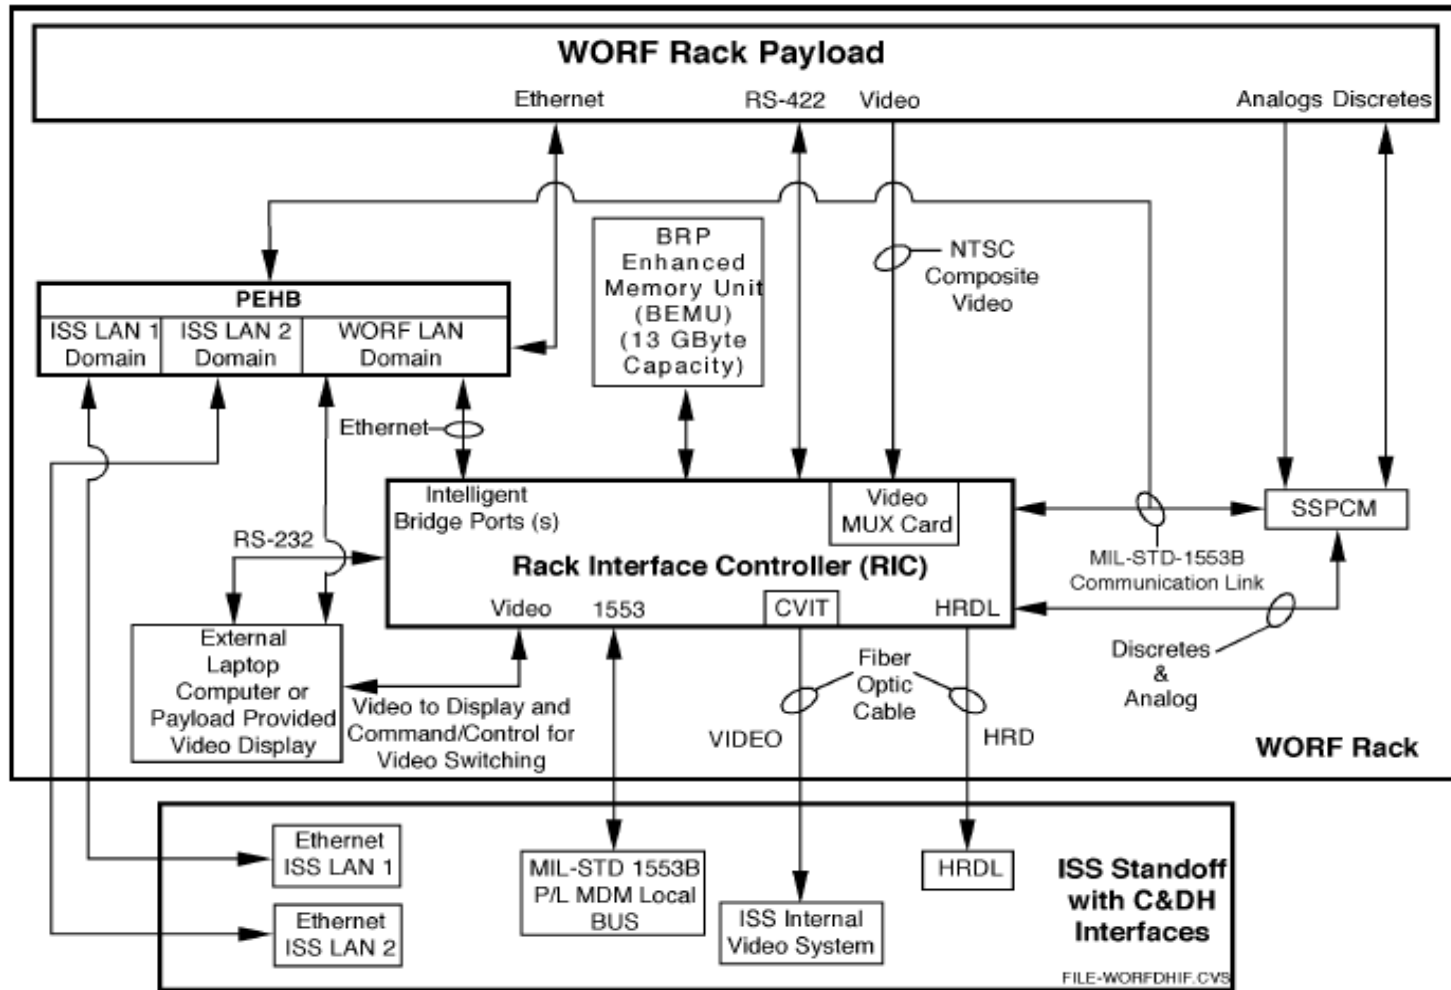 WORF Rack Payload
Ethernet
RS-422
Video
Analogs
Discretes
BRP
Enhanced
Memory Unit
(BEMU)
(13 GByte
Capacity)
NTSC
Composite
Video
PEHB
ISS LAN 1
Domain
ISS LAN 2
Domain
WORF LAN
Domain
Ethernet
Intelligent
Bridge Ports (s)
Video
MUX Card
SSPCM
RS-232
Rack Interface Controller (RIC)
MIL-STD-1553B
Communication Link
Video
1553
CVIT
HRDL
External
Laptop
Computer or
Payload Provided
Video Display
Video to Display and
Command/Control for
Video Switching
Fiber
Optic
Cable
VIDEO
HRD
Discretes
&
Analog
WORF Rack
Ethernet
ISS LAN 1
Ethernet
ISS LAN 2
MIL-STD 1553B
P/L MDM Local
BUS
ISS Internal
Video System
HRDL
ISS Standoff
with C&DH
Interfaces
FILE-WORFDHIF.CVS